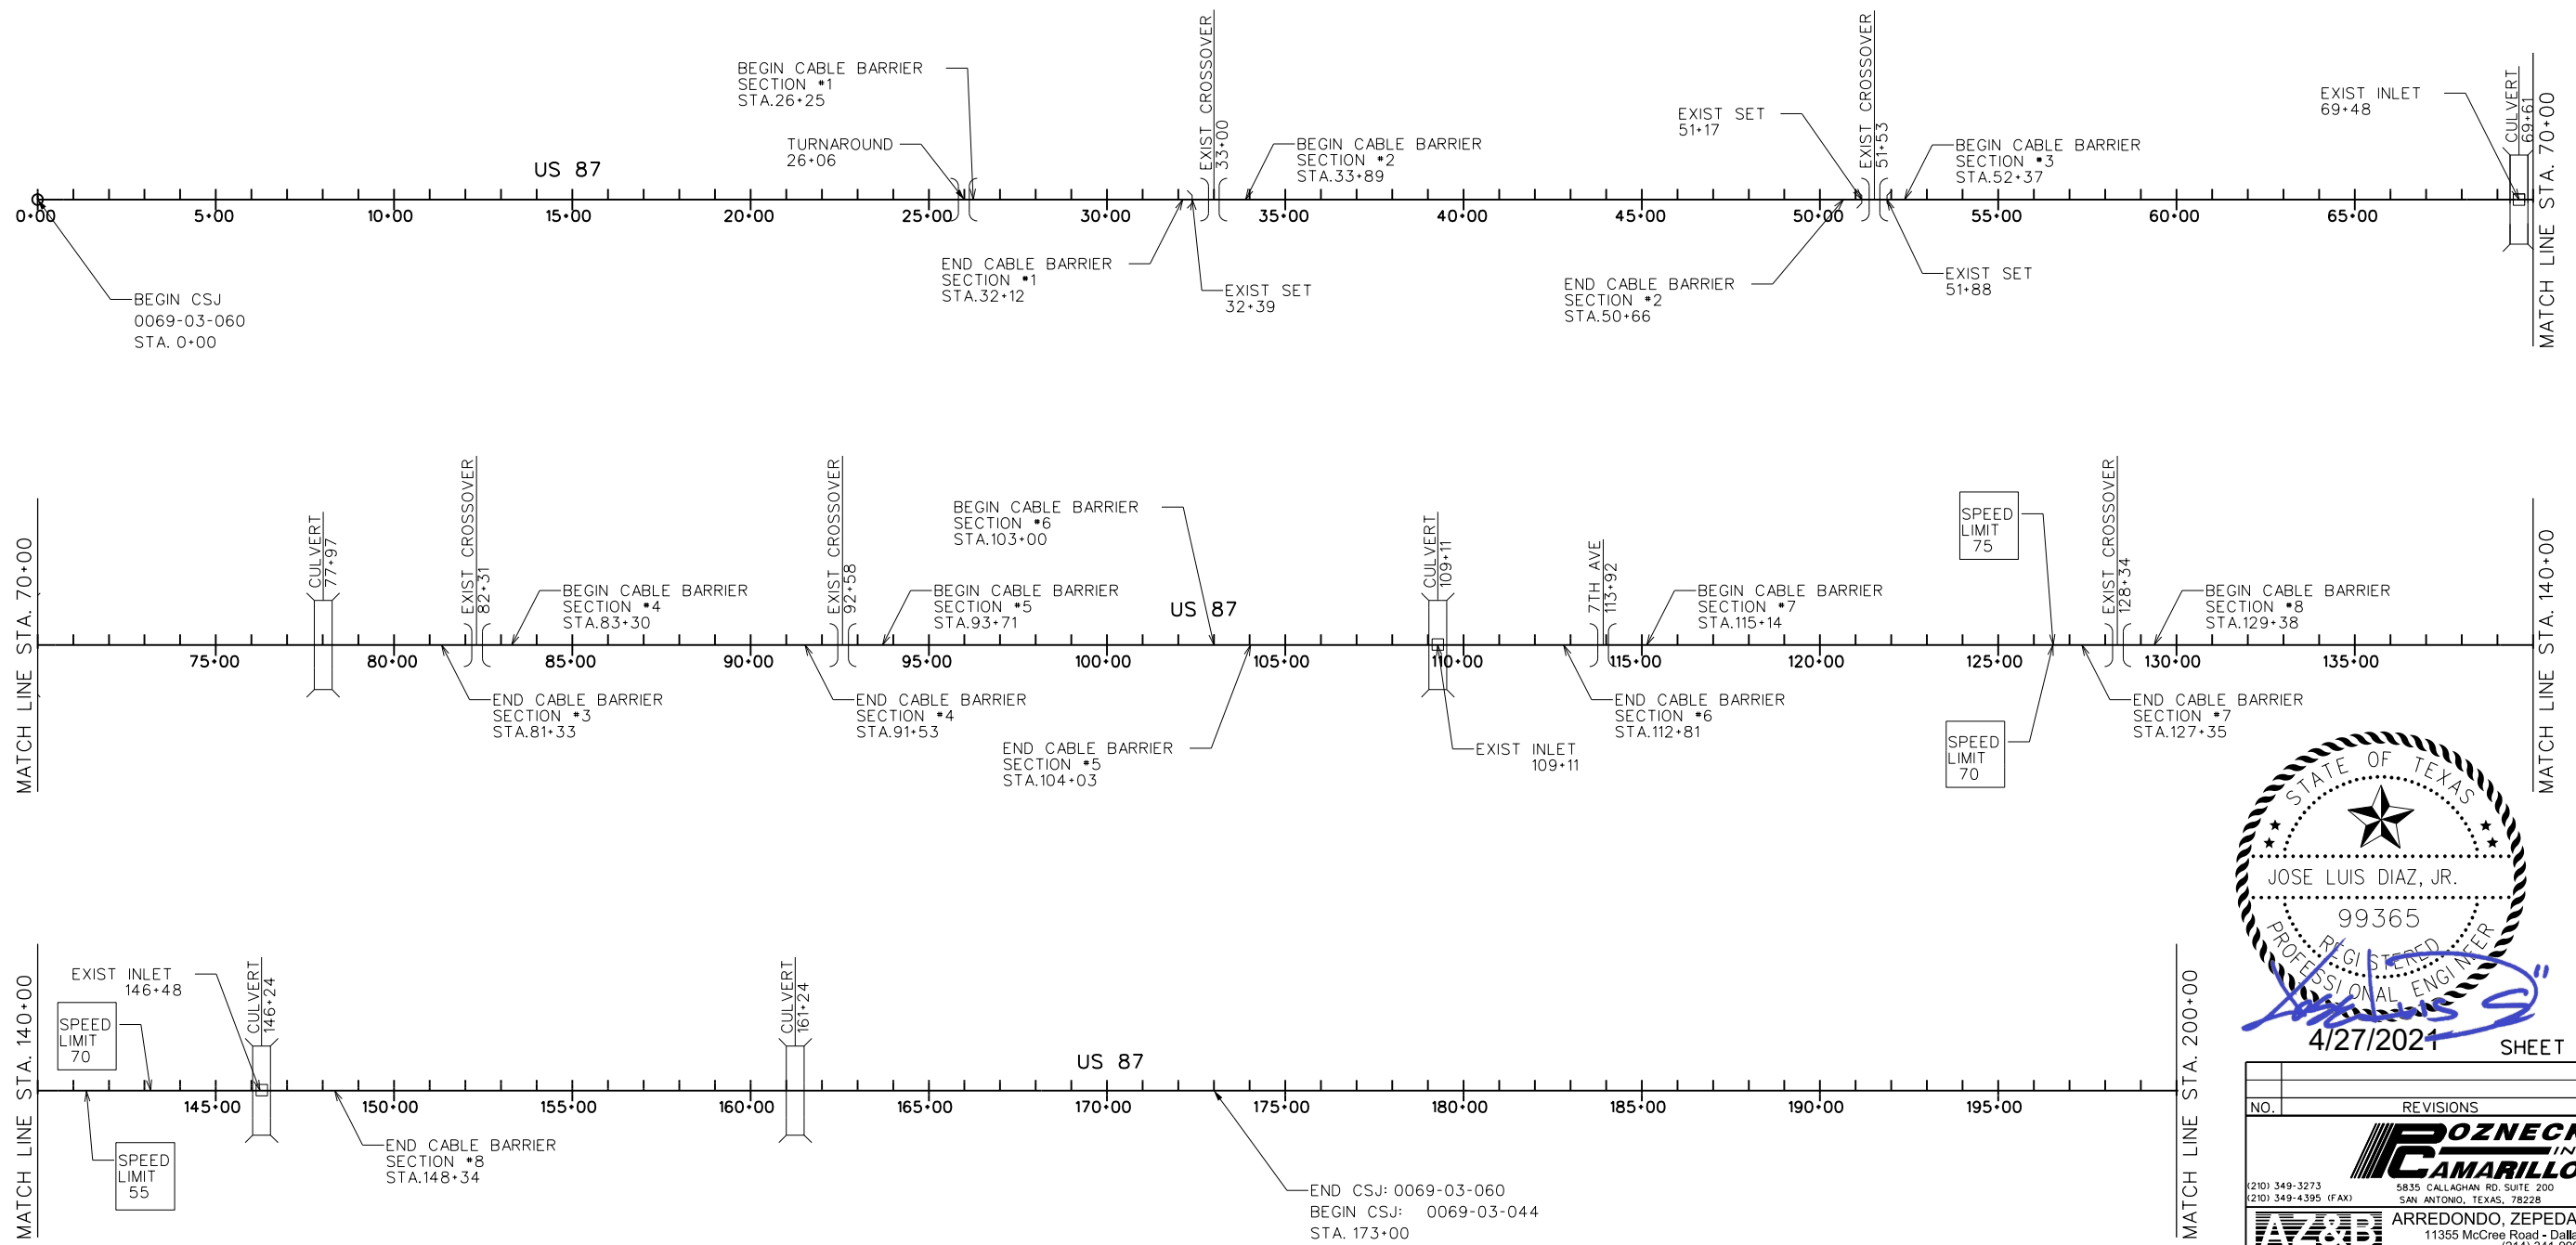 BEGIN CABLE BARRIER
SECTION #1
STA.26+25
TURNAROUND
26+06
US 87
EXIST CROSSOVER
33+00
BEGIN CABLE BARRIER
SECTION #2
STA.33+89
EXIST SET
51+17
EXIST CROSSOVER
51+53
BEGIN CABLE BARRIER
SECTION #3
STA.52+37
EXIST INLET
69+48
CULVERT
69+61
MATCH LINE STA. 70+00
0+00
5+00
10+00
15+00
20+00
25+00
30+00
35+00
40+00
45+00
50+00
55+00
60+00
65+00
BEGIN CSJ
0069-03-060
STA. 0+00
END CABLE BARRIER
SECTION #1
STA.32+12
EXIST SET
32+39
END CABLE BARRIER
SECTION #2
STA.50+66
EXIST SET
51+88
MATCH LINE STA. 70+00
CULVERT
77+97
EXIST CROSSOVER
82+31
BEGIN CABLE BARRIER
SECTION #4
STA.83+30
EXIST CROSSOVER
92+58
BEGIN CABLE BARRIER
SECTION #5
STA.93+71
BEGIN CABLE BARRIER
SECTION #6
STA.103+00
US 87
CULVERT
109+11
7TH AVE
113+92
BEGIN CABLE BARRIER
SECTION #7
STA.115+14
SPEED
LIMIT
75
EXIST CROSSOVER
128+34
BEGIN CABLE BARRIER
SECTION #8
STA.129+38
MATCH LINE STA. 140+00
75+00
80+00
85+00
90+00
95+00
100+00
105+00
110+00
115+00
120+00
125+00
130+00
135+00
END CABLE BARRIER
SECTION #3
STA.81+33
END CABLE BARRIER
SECTION #4
STA.91+53
END CABLE BARRIER
SECTION #5
STA.104+03
EXIST INLET
109+11
END CABLE BARRIER
SECTION #6
STA.112+81
SPEED
LIMIT
70
END CABLE BARRIER
SECTION #7
STA.127+35
MATCH LINE STA. 140+00
EXIST INLET
146+48
SPEED
LIMIT
70
CULVERT
146+24
CULVERT
161+24
US 87
MATCH LINE STA. 200+00
145+00
150+00
155+00
160+00
165+00
170+00
175+00
180+00
185+00
190+00
195+00
SPEED
LIMIT
55
END CABLE BARRIER
SECTION #8
STA.148+34
END CSJ: 0069-03-060
BEGIN CSJ: 0069-03-044
STA. 173+00
STATE OF TEXAS
JOSE LUIS DIAZ, JR.
99365
REGISTERED
PROFESSIONAL ENGINEER
4/27/2021
SHEET
NO. REVISIONS
POZNECK
IN
CAMARILLO
(210) 349-3273
(210) 349-4395 (FAX)
5835 CALLAGHAN RD. SUITE 200
SAN ANTONIO, TEXAS, 78228
AZ&B
ARREDONDO, ZEPEDA
11355 McCree Road - Dalla